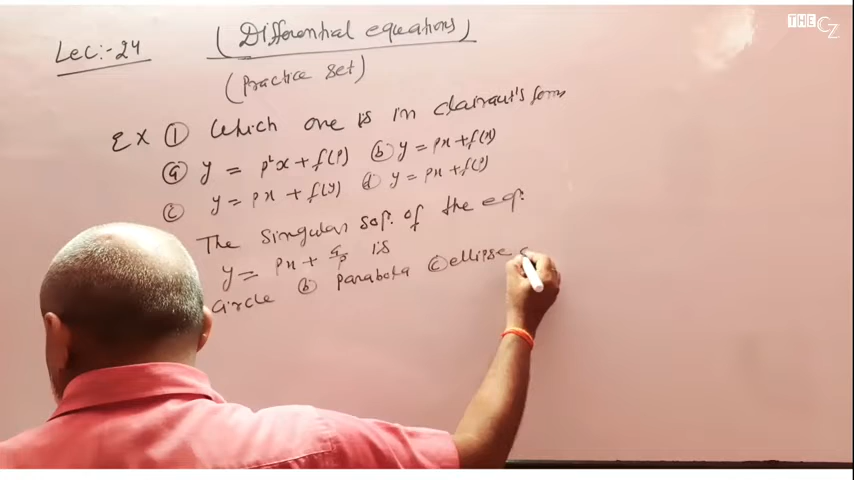 THE CZ
Lec:-24 (Differential equations)
(Practice set)
EX ① Which one is in clairaut's form
ⓐ y = p²x + f(p) ⓑ y = px + f(x)
ⓒ y = px + f(y) ⓓ y = px + f(p)
The singular sol. of the eq.
y = px + a/p is
circle ⓑ parabola ⓒ ellipse